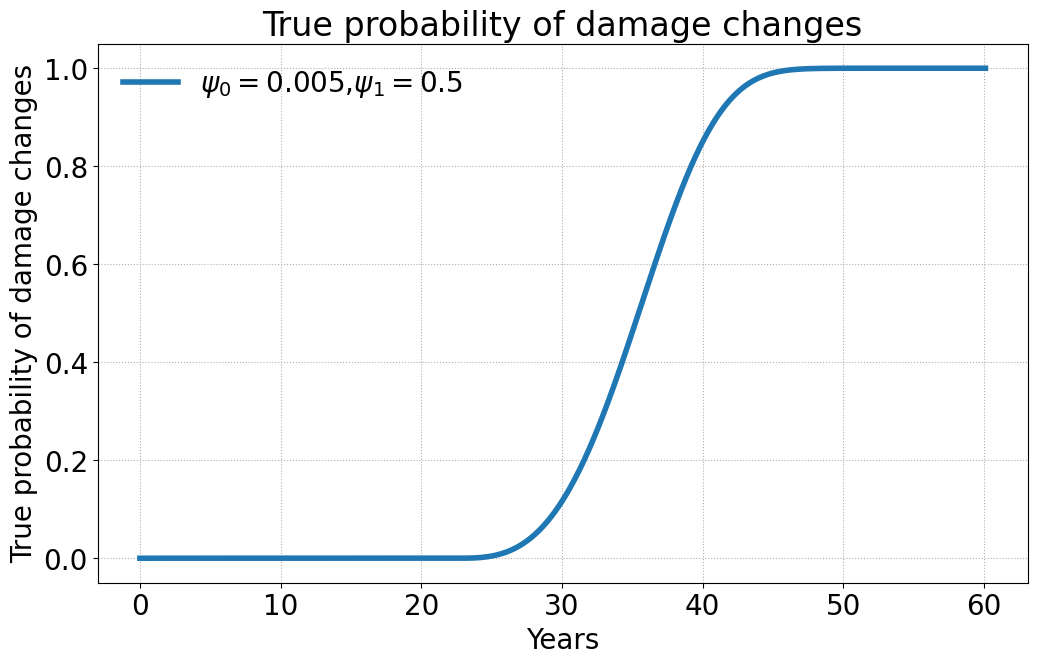 True probability of damage changes
ψ₀ = 0.005,ψ₁ = 0.5
True probability of damage changes
1.0
0.8
0.6
0.4
0.2
0.0
0 10 20 30 40 50 60
Years